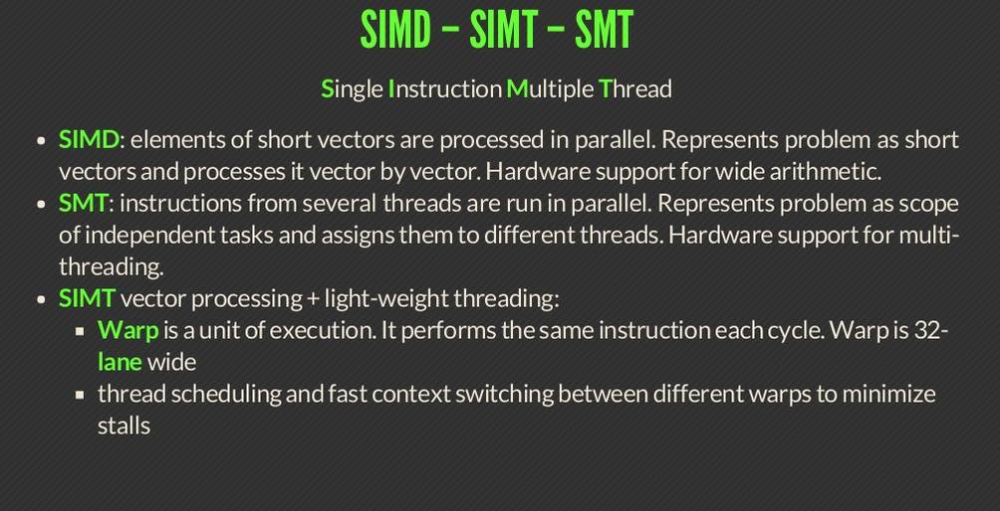 SIMD – SIMT – SMT
Single Instruction Multiple Thread
• SIMD: elements of short vectors are processed in parallel. Represents problem as short
vectors and processes it vector by vector. Hardware support for wide arithmetic.
• SMT: instructions from several threads are run in parallel. Represents problem as scope
of independent tasks and assigns them to different threads. Hardware support for multi-
threading.
• SIMT vector processing + light-weight threading:
▪ Warp is a unit of execution. It performs the same instruction each cycle. Warp is 32-
lane wide
▪ thread scheduling and fast context switching between different warps to minimize
stalls